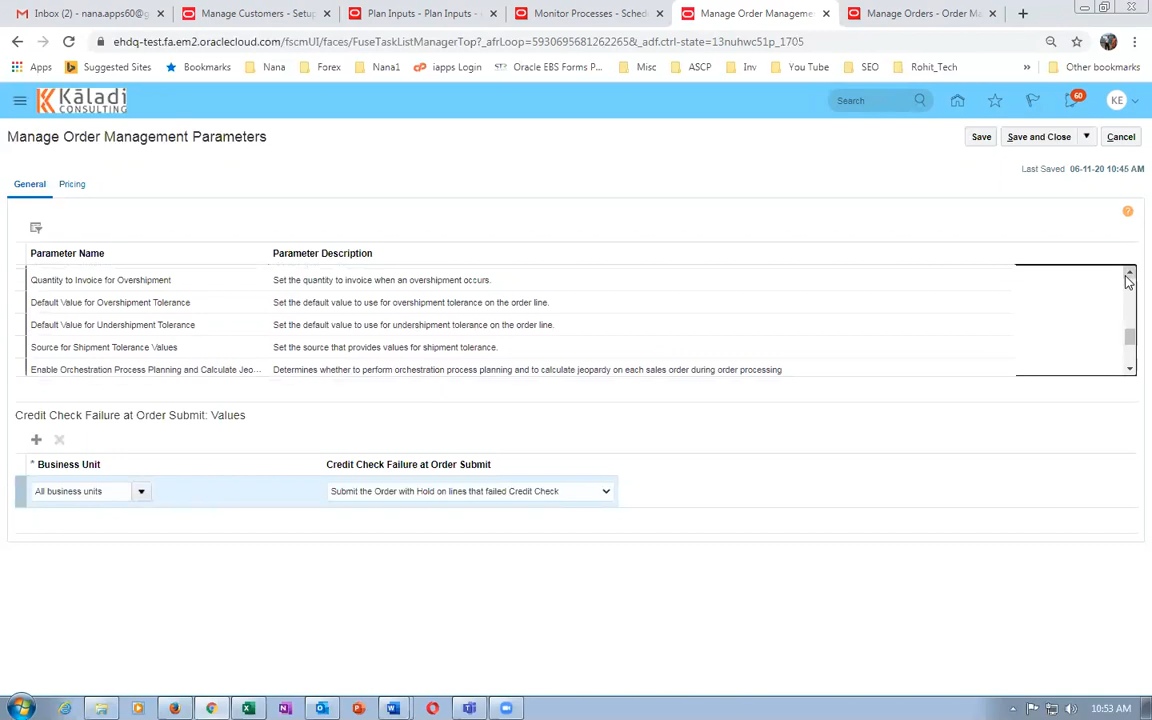 Inbox (2) - nana.apps60@g
Manage Customers - Setup
Plan Inputs - Plan Inputs -
Monitor Processes - Sched
Manage Order Manageme
Manage Orders - Order M
ehdq-test.fa.em2.oraclecloud.com/fscmUI/faces/FuseTaskListManagerTop?_afrLoop=5930695681262265&_adf.ctrl-state=13nuhwc51p_1705
Apps Suggested Sites Bookmarks Nana Forex Nana1 iapps Login Oracle EBS Forms P... Misc ASCP Inv You Tube SEO Rohit_Tech » Other bookmarks
Kāladi CONSULTING
Search
60
KE
Manage Order Management Parameters
Save Save and Close Cancel
Last Saved 06-11-20 10:45 AM
General Pricing
Parameter Name Parameter Description
Quantity to Invoice for Overshipment Set the quantity to invoice when an overshipment occurs.
Default Value for Overshipment Tolerance Set the default value to use for overshipment tolerance on the order line.
Default Value for Undershipment Tolerance Set the default value to use for undershipment tolerance on the order line.
Source for Shipment Tolerance Values Set the source that provides values for shipment tolerance.
Enable Orchestration Process Planning and Calculate Jeo... Determines whether to perform orchestration process planning and to calculate jeopardy on each sales order during order processing
Credit Check Failure at Order Submit: Values
* Business Unit Credit Check Failure at Order Submit
All business units Submit the Order with Hold on lines that failed Credit Check
10:53 AM